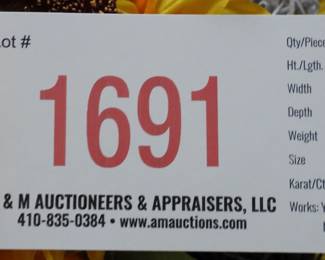 Lot #
1691
& M AUCTIONEERS & APPRAISERS, LLC
410-835-0384 • www.amauctions.com
Qty/Piece
Ht./Lgth.
Width
Depth
Weight
Size
Karat/Ct
Works: